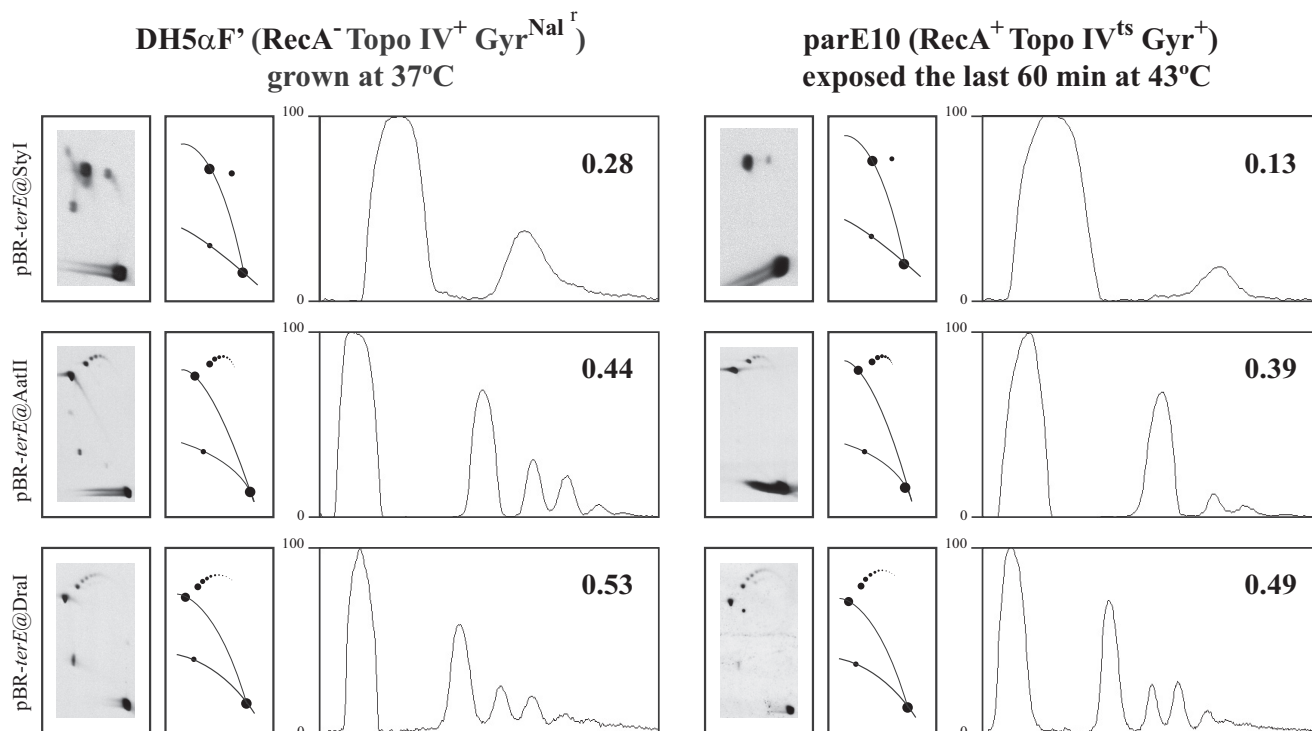 DH5αF' (RecA⁻ Topo IV⁺ Gyr^Nal r)
grown at 37ºC
parE10 (RecA⁺ Topo IV^ts Gyr⁺)
exposed the last 60 min at 43ºC
pBR-terE@StyI
100
0.28
0
100
0.13
0
pBR-terE@AatII
100
0.44
0
100
0.39
0
pBR-terE@DraI
100
0.53
0
100
0.49
0